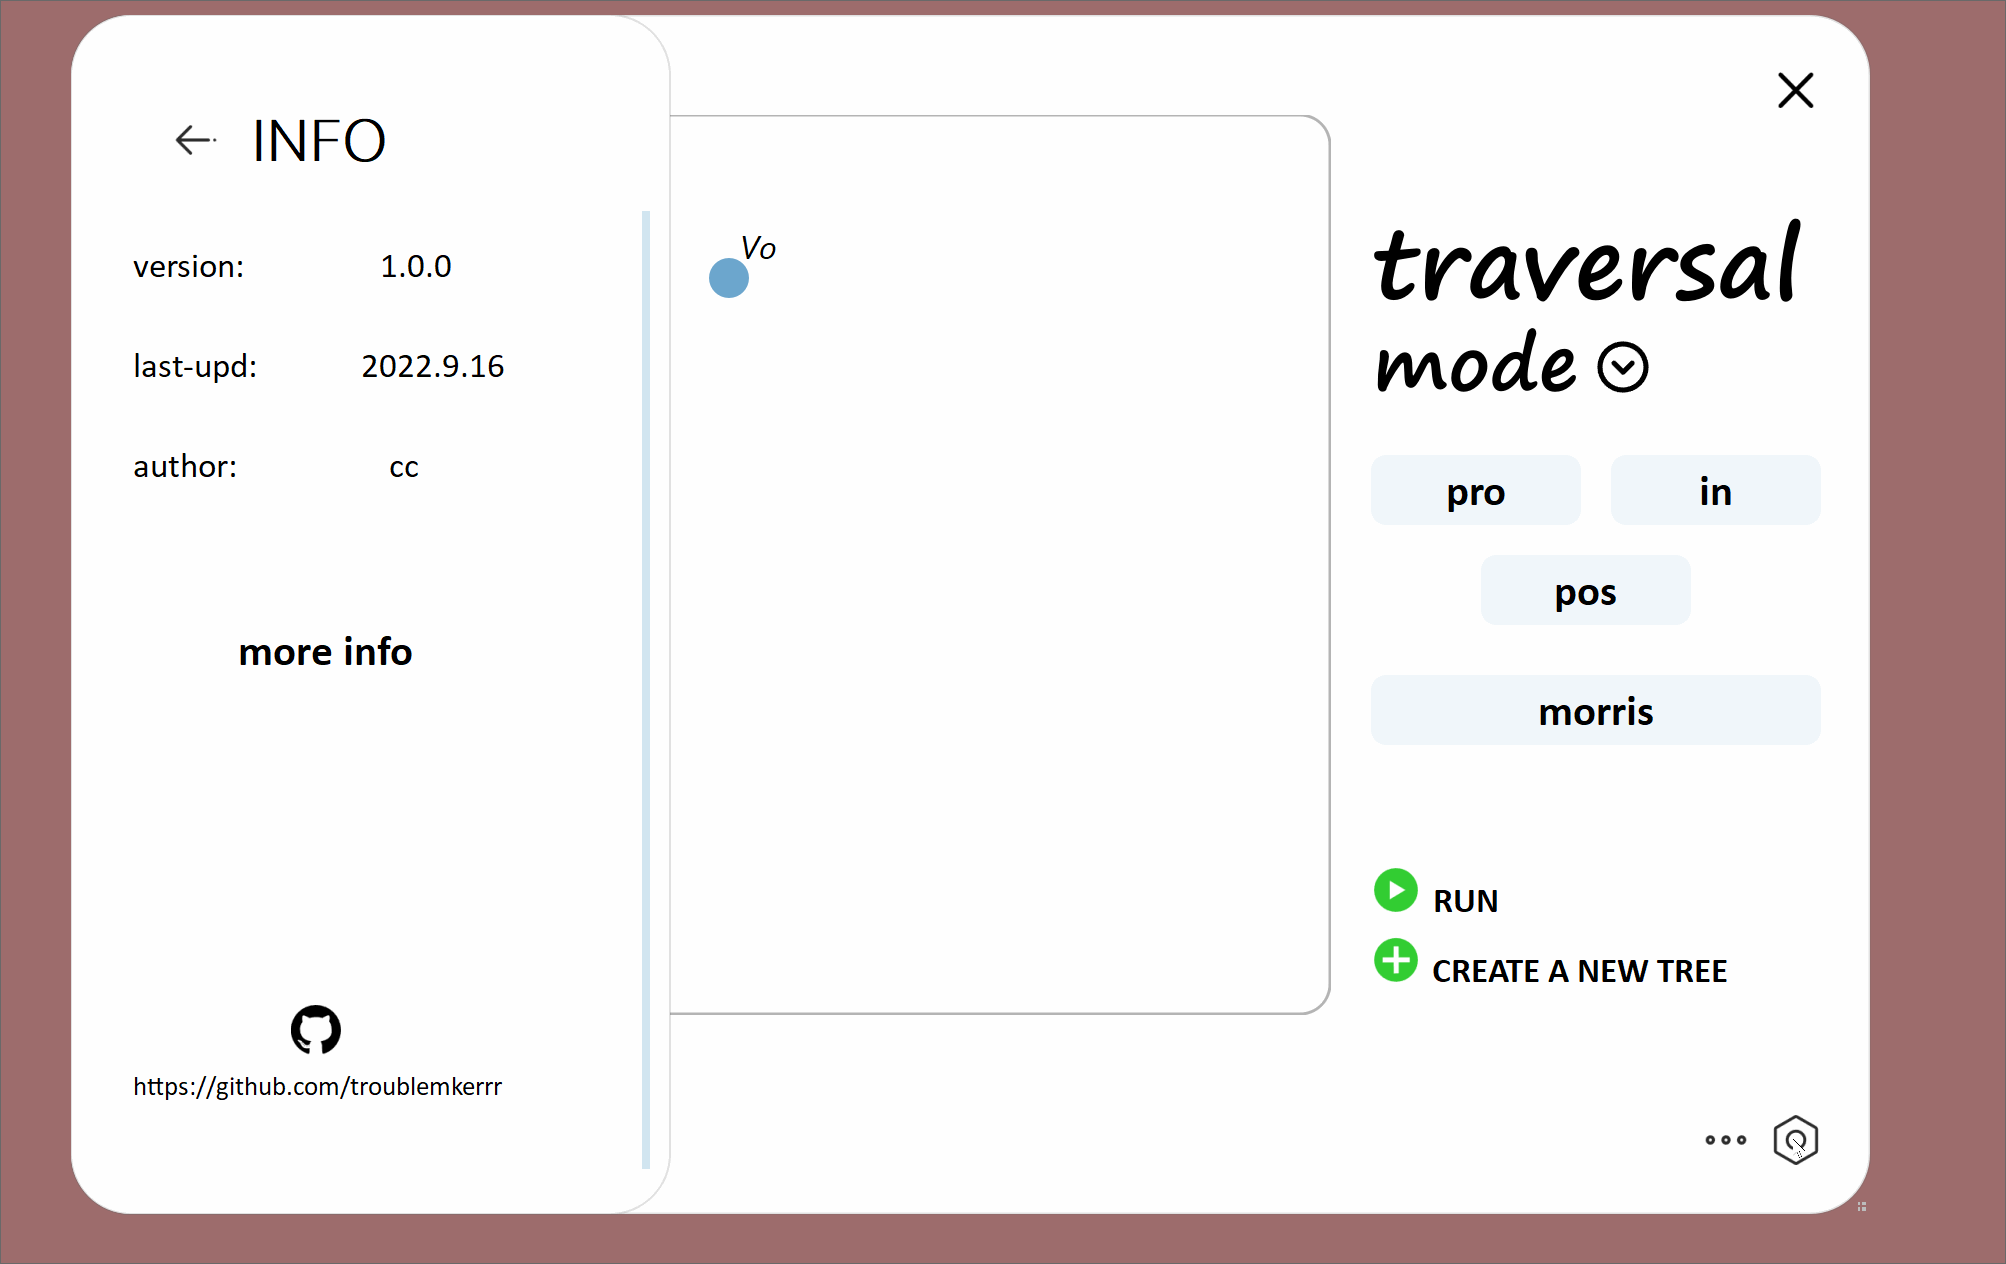 INFO
version: 1.0.0
last-upd: 2022.9.16
author: cc
more info
https://github.com/troublemkerrr
Vo
traversal
mode
pro in
pos
morris
RUN
CREATE A NEW TREE